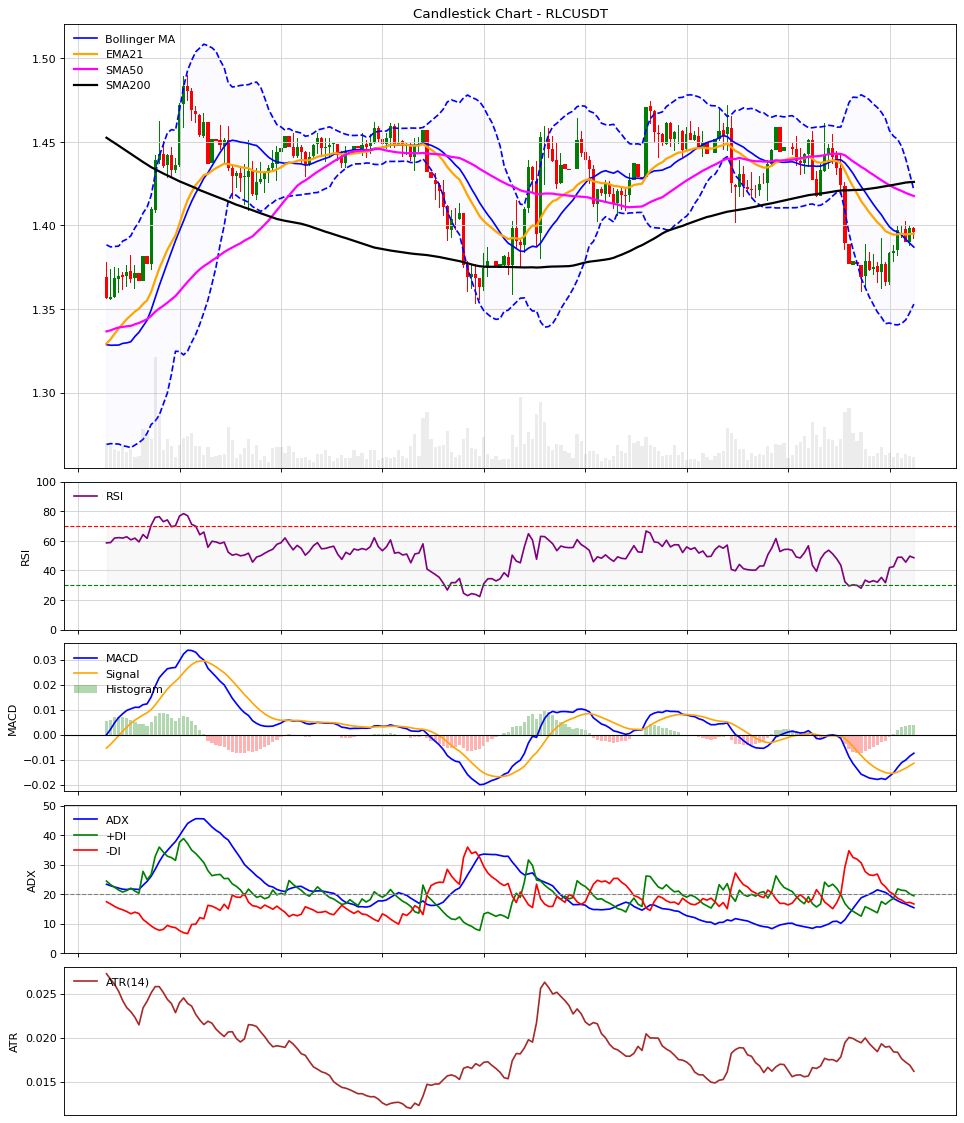 Candlestick Chart - RLCUSDT
Bollinger MA
EMA21
SMA50
SMA200
1.50
1.45
1.40
1.35
1.30
RSI
100
80
60
40
20
0
RSI
MACD
Signal
Histogram
0.03
0.02
0.01
0.00
−0.01
−0.02
MACD
ADX
+DI
-DI
50
40
30
20
10
0
ADX
ATR(14)
0.025
0.020
0.015
ATR